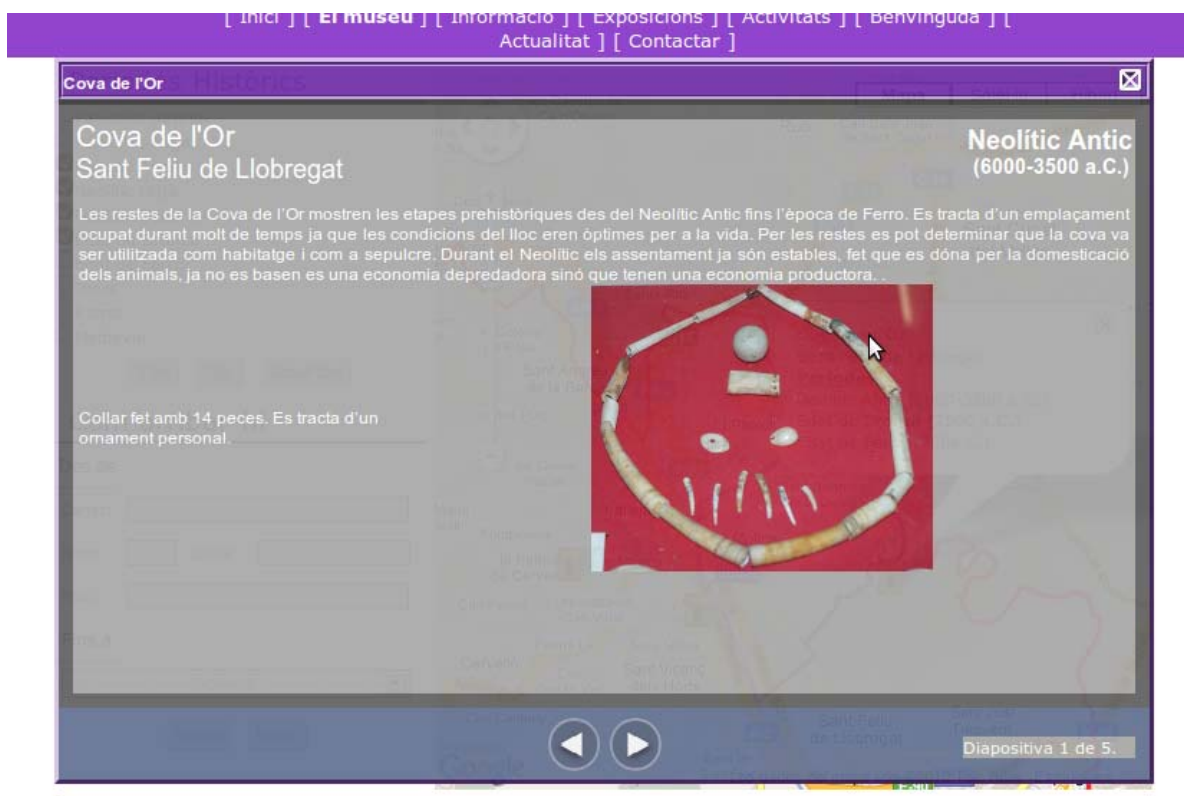 [ Inici ] [ El museu ] [ Informació ] [ Exposicions ] [ Activitats ] [ Benvinguda ] [
Actualitat ] [ Contactar ]
Cova de l'Or
Cova de l'Or
Sant Feliu de Llobregat
Neolític Antic
(6000-3500 a.C.)
Les restes de la Cova de l'Or mostren les etapes prehistòriques des del Neolític Antic fins l'època de Ferro. Es tracta d'un emplaçament
ocupat durant molt de temps ja que les condicions del lloc eren òptimes per a la vida. Per les restes es pot determinar que la cova va
ser utilitzada com habitatge i com a sepulcre. Durant el Neolític els assentament ja són estables, fet que es dóna per la domesticació
dels animals, ja no es basen es una economia depredadora sinó que tenen una economia productora. .
Collar fet amb 14 peces. Es tracta d'un
ornament personal.
Sant Feliu
de Llobregat
Google
Diapositiva 1 de 5.